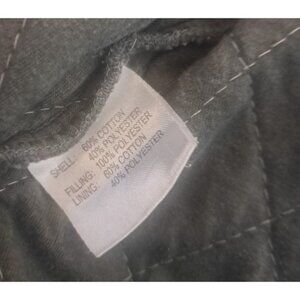 SHELL: 60% COTTON
40% POLYESTER
FILLING: 100% POLYESTER
LINING: 60% COTTON
40% POLYESTER